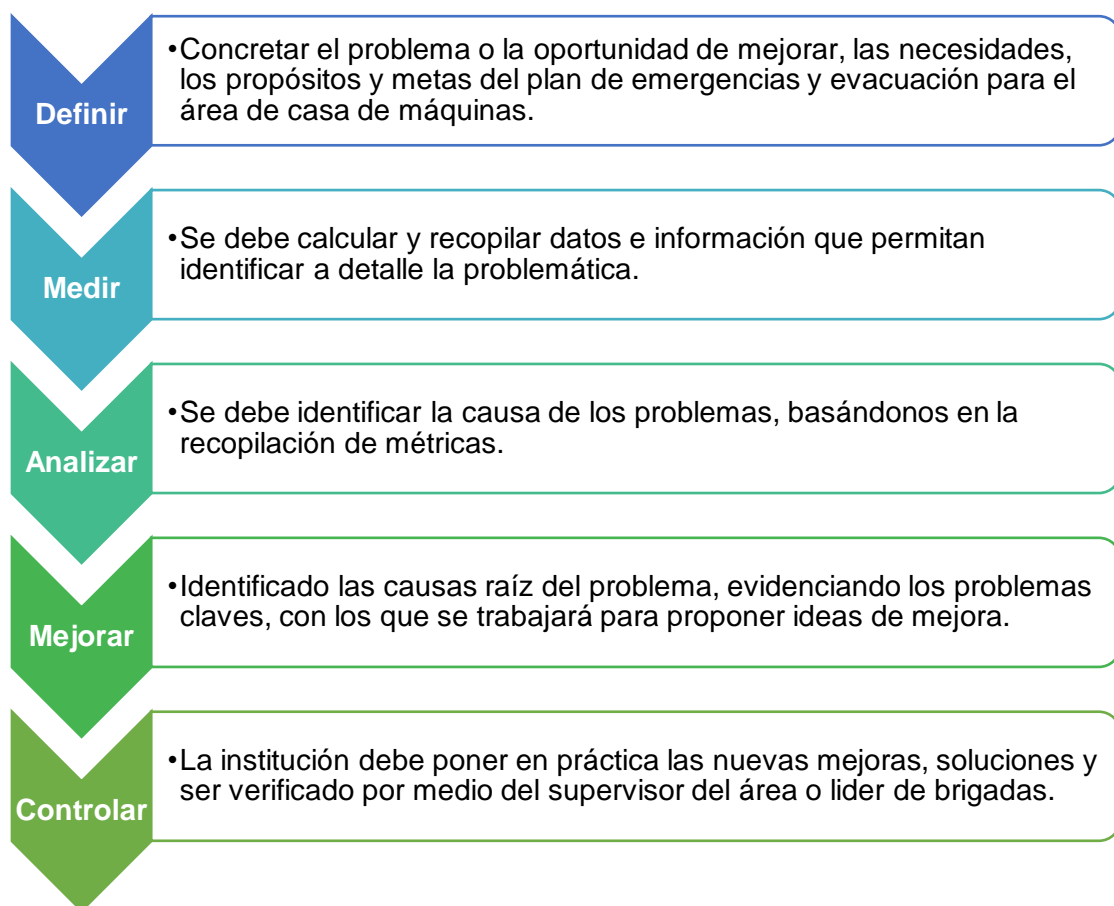 Definir
•Concretar el problema o la oportunidad de mejorar, las necesidades,
los propósitos y metas del plan de emergencias y evacuación para el
área de casa de máquinas.
Medir
•Se debe calcular y recopilar datos e información que permitan
identificar a detalle la problemática.
Analizar
•Se debe identificar la causa de los problemas, basándonos en la
recopilación de métricas.
Mejorar
•Identificado las causas raíz del problema, evidenciando los problemas
claves, con los que se trabajará para proponer ideas de mejora.
Controlar
•La institución debe poner en práctica las nuevas mejoras, soluciones y
ser verificado por medio del supervisor del área o lider de brigadas.